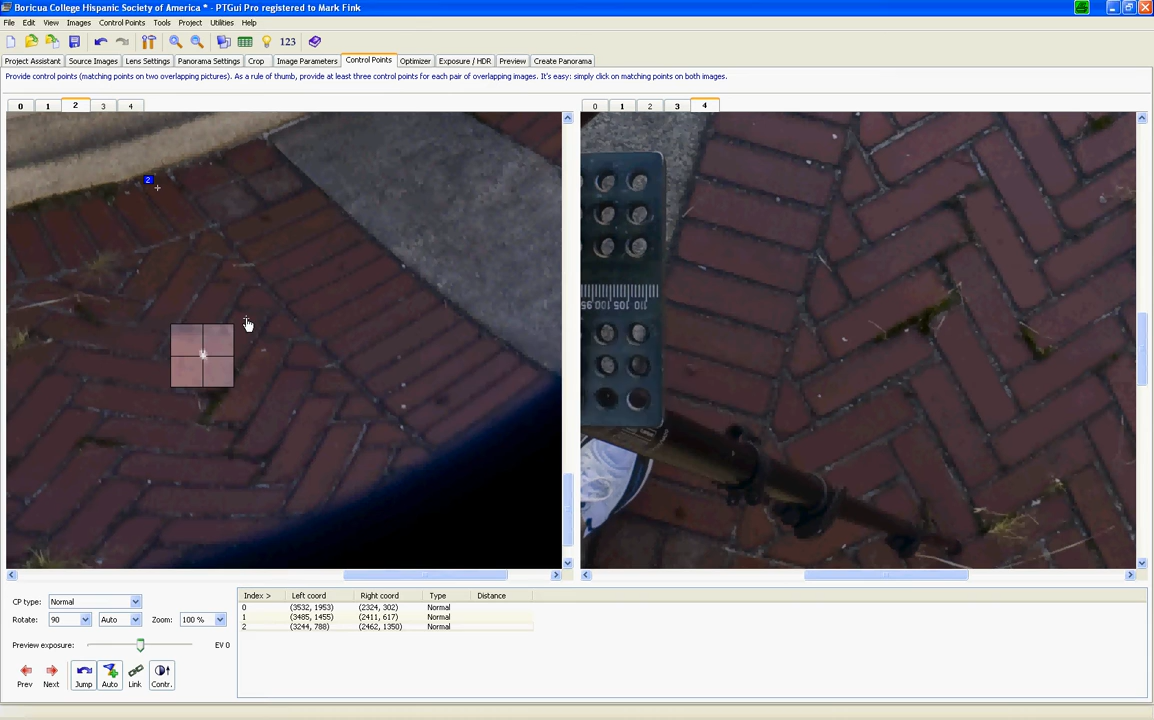 Boricua College Hispanic Society of America * - PTGui Pro registered to Mark Fink
File Edit View Images Control Points Tools Project Utilities Help
123
Project Assistant Source Images Lens Settings Panorama Settings Crop Image Parameters Control Points Optimizer Exposure / HDR Preview Create Panorama
Provide control points (matching points on two overlapping pictures). As a rule of thumb, provide at least three control points for each pair of overlapping images. It's easy: simply click on matching points on both images.
0 1 2 3 4 0 1 2 3 4
2
110 105 100 95
CP type: Normal
Rotate: 90 Auto Zoom: 100 %
Preview exposure: EV 0
Prev Next Jump Auto Link Contr.
Index > Left coord Right coord Type Distance
0 (3532, 1953) (2324, 302) Normal
1 (3485, 1455) (2411, 617) Normal
2 (3244, 788) (2462, 1350) Normal